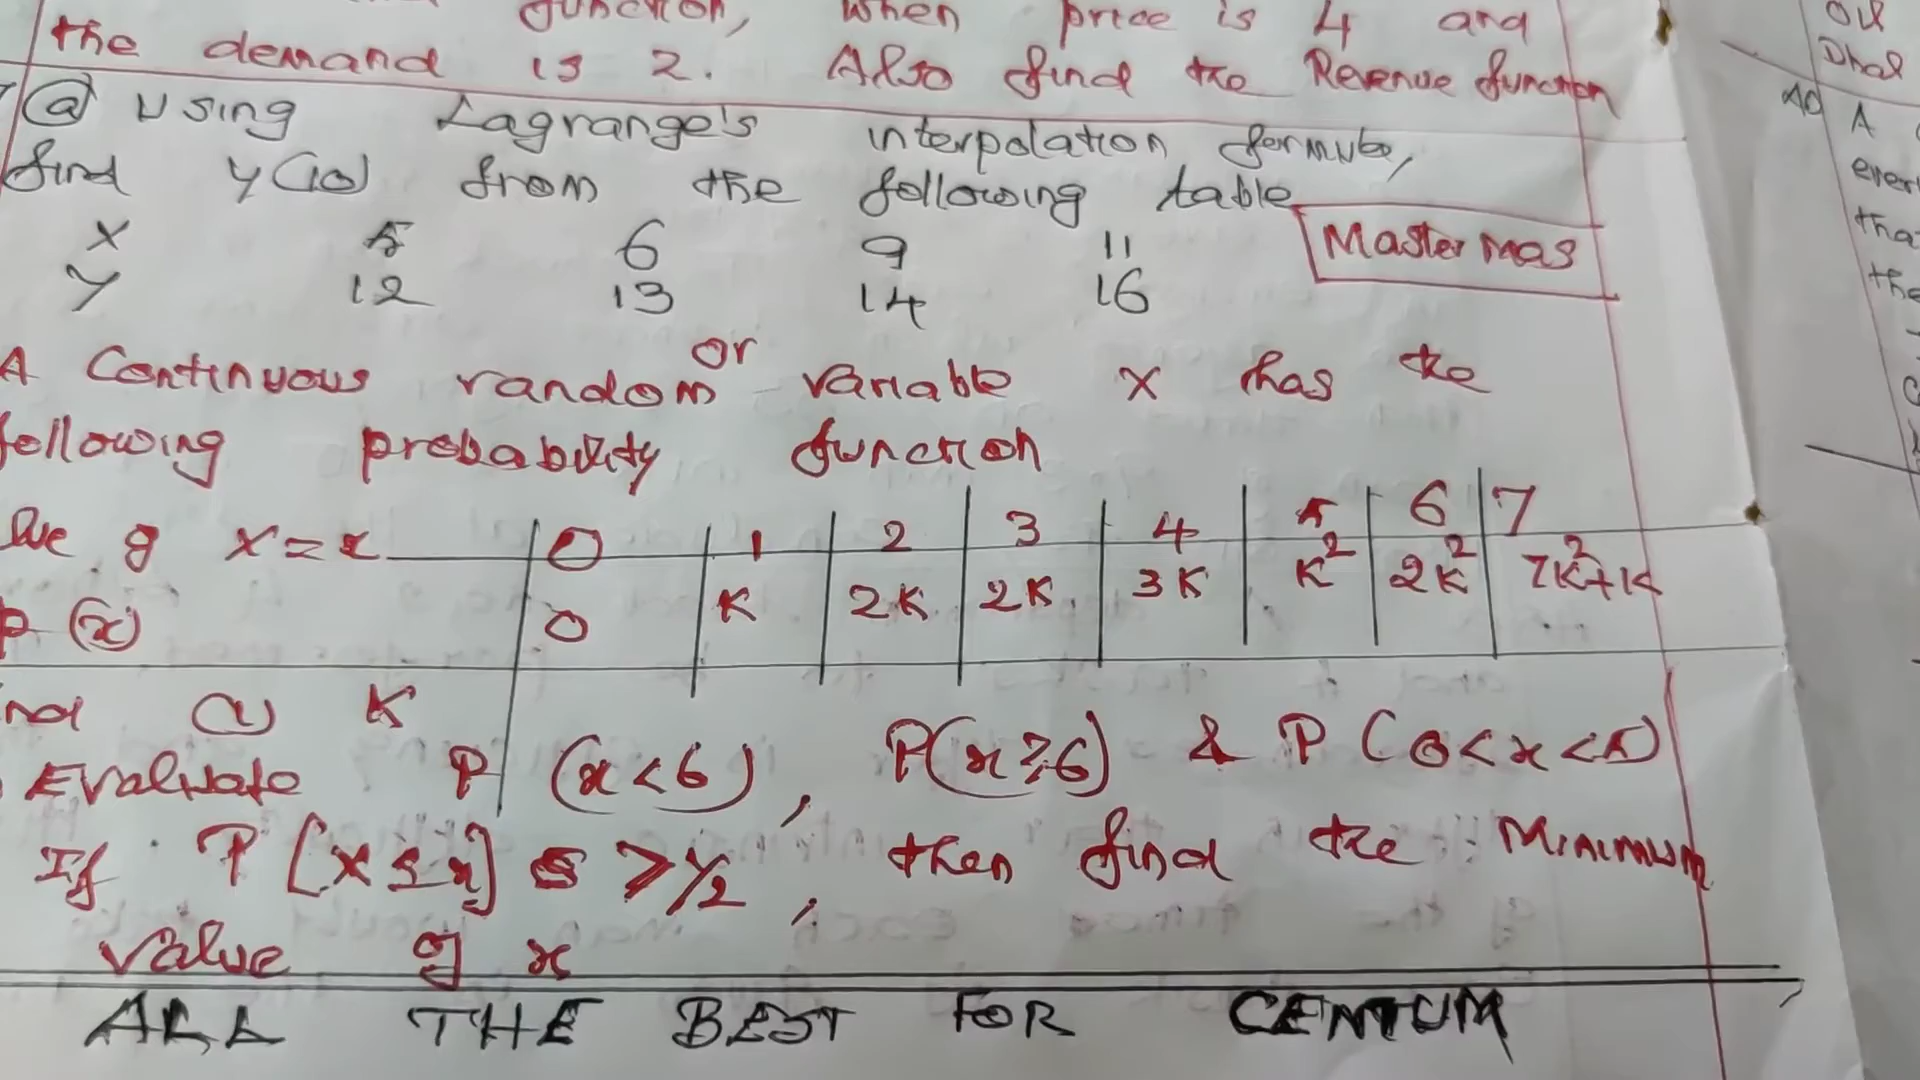 function, when price is 4 and
the demand is 2. Also find the Revenue function
(a) Using Lagrange's interpolation formula,
find y(10) from the following table
X 5 6 9 11
Y 12 13 14 16
Master mas
or
A Continuous random variable X has the
following probability function
X = x 0 1 2 3 4 5 6 7
P(x) 0 K 2K 2K 3K K² 2K² 7K²+K
K
Evaluate P(x<6), P(x≥6) & P(0<x<5)
If P[X≤x] >1/2, then find the Minimum
value of x
ALL THE BEST FOR CENTUM
Oil
Dhal
A
that
the